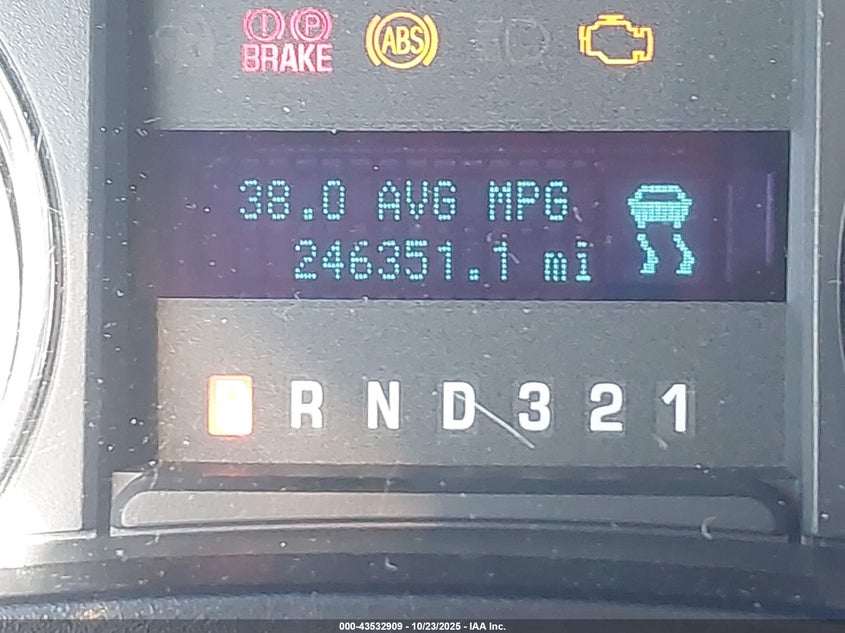 (!) (P)
BRAKE
ABS
38.0 AVG MPG
246351.1 mi
P R N D 3 2 1
000-43532909 - 10/23/2025 - IAA Inc.